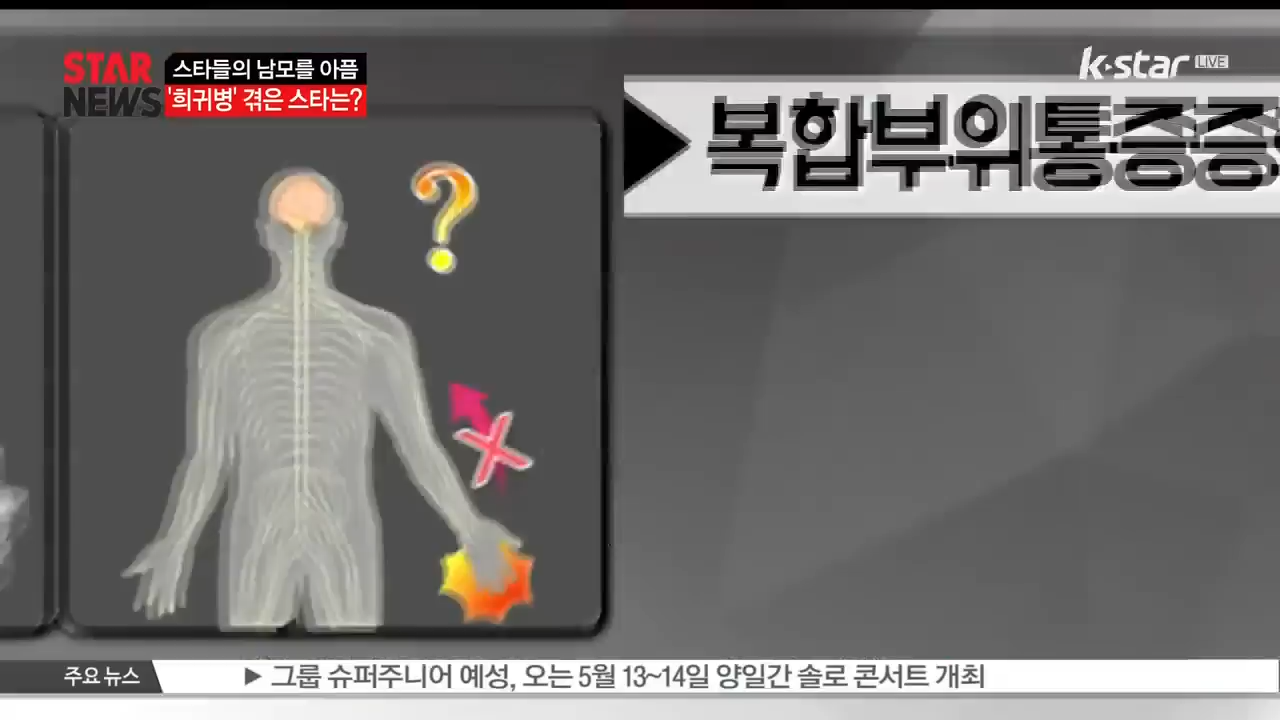 STAR NEWS
스타들의 남모를 아픔
'희귀병' 겪은 스타는?
k·star LIVE
복합부위통증증
?
주요 뉴스
▶ 그룹 슈퍼주니어 예성, 오는 5월 13~14일 양일간 솔로 콘서트 개최